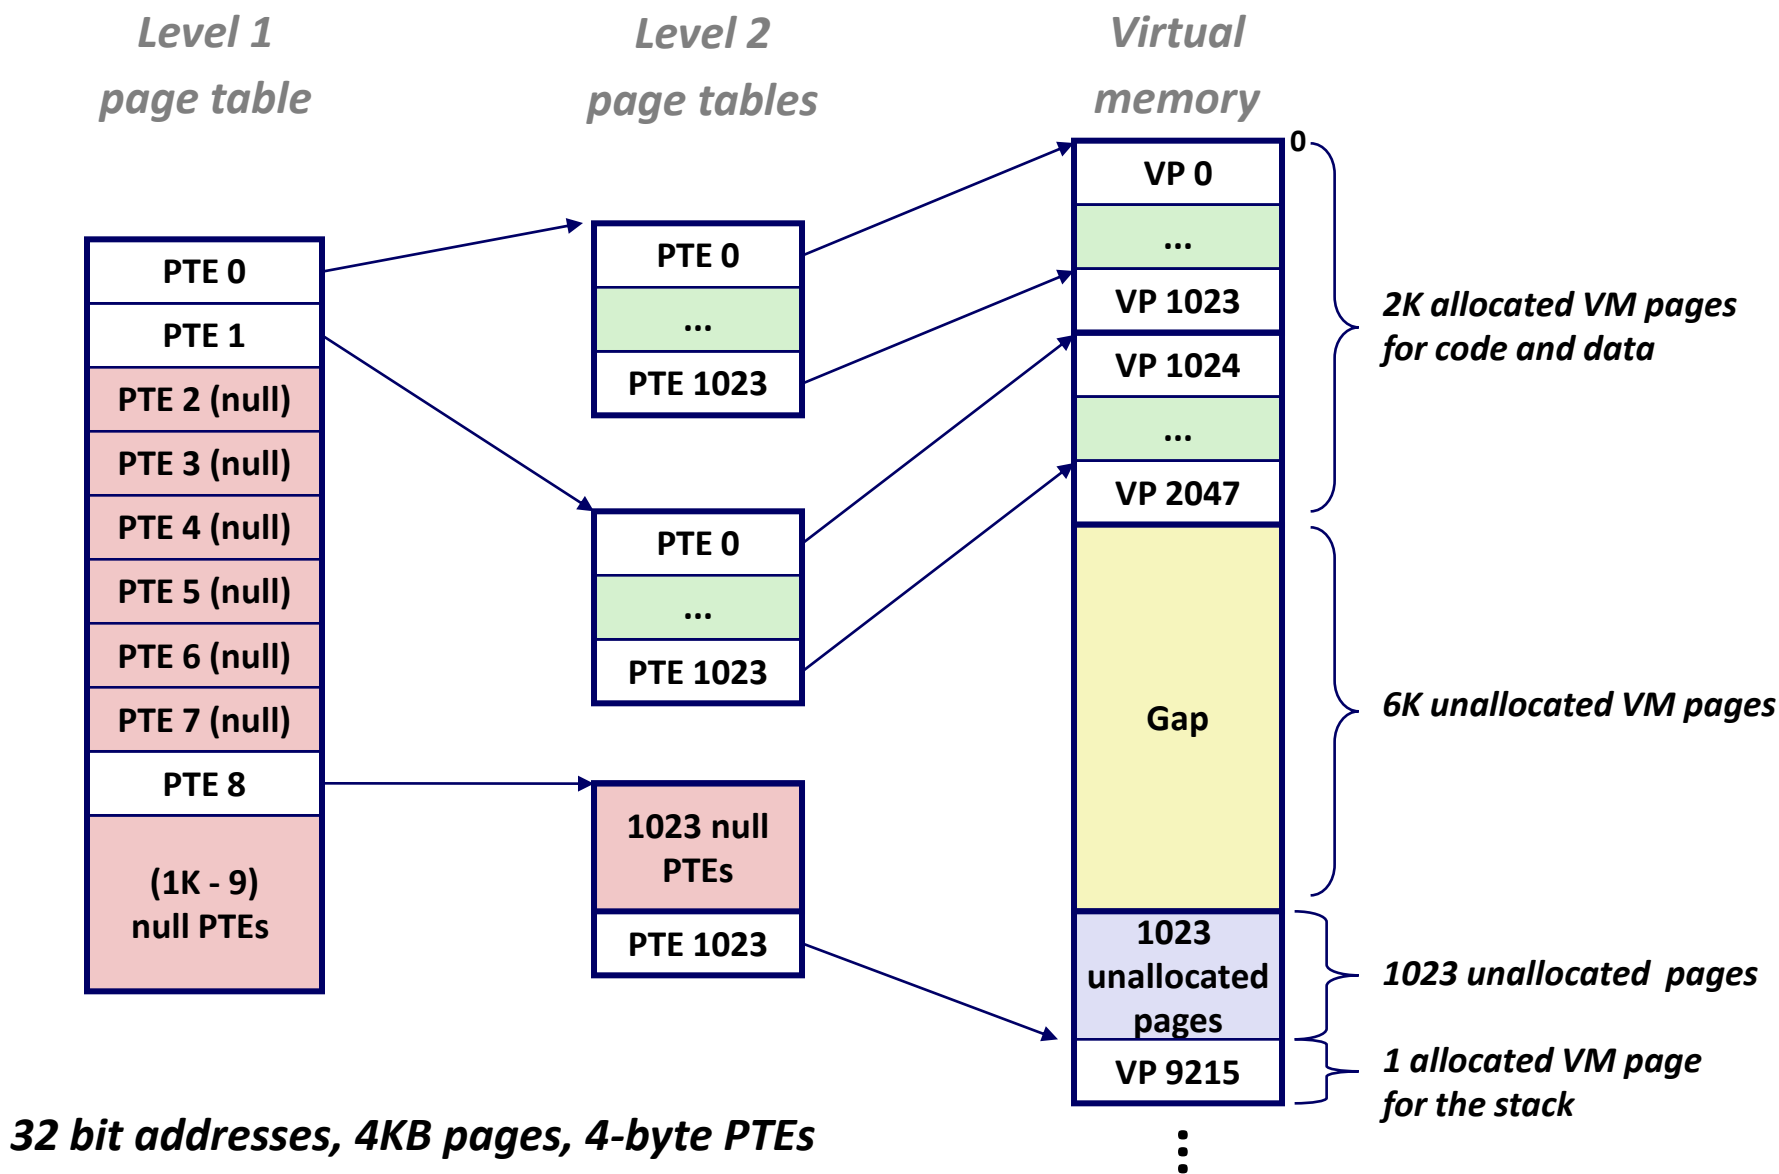 Level 1
page table
Level 2
page tables
Virtual
memory
PTE 0
PTE 1
PTE 2 (null)
PTE 3 (null)
PTE 4 (null)
PTE 5 (null)
PTE 6 (null)
PTE 7 (null)
PTE 8
(1K - 9)
null PTEs
PTE 0
...
PTE 1023
PTE 0
...
PTE 1023
1023 null
PTEs
PTE 1023
0
VP 0
...
VP 1023
VP 1024
...
VP 2047
Gap
1023
unallocated
pages
VP 9215
...
2K allocated VM pages
for code and data
6K unallocated VM pages
1023 unallocated  pages
1 allocated VM page
for the stack
32 bit addresses, 4KB pages, 4-byte PTEs